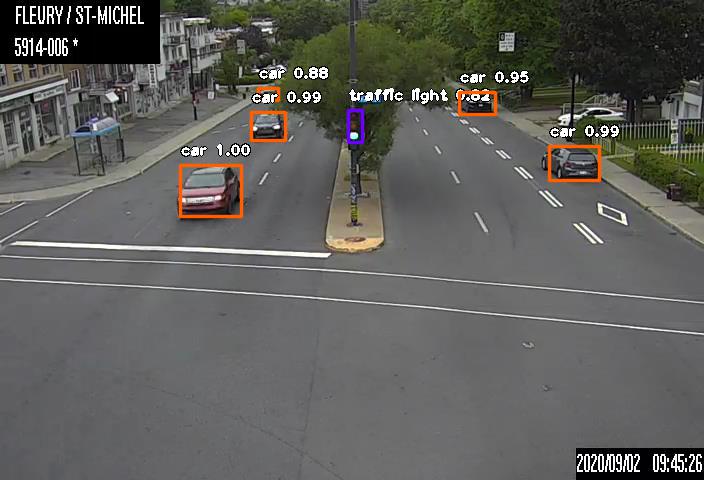 FLEURY / ST-MICHEL
5914-006 *
car 0.88
car 0.99
car 0.95
traffic light 0.82
car 0.99
car 1.00
2020/09/02 09:45:26